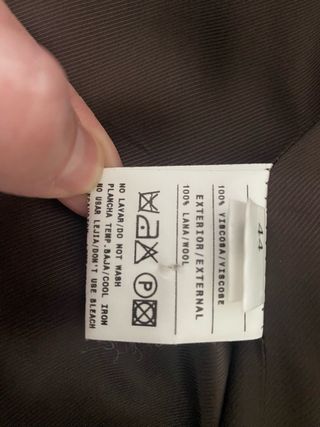 44
100% VISCOSA/VISCOSE
EXTERIOR/EXTERNAL
100% LANA/WOOL
NO LAVAR/DO NOT WASH
PLANCHA TEMP.BAJA/COOL IRON
NO USAR LEJIA/DON'T USE BLEACH